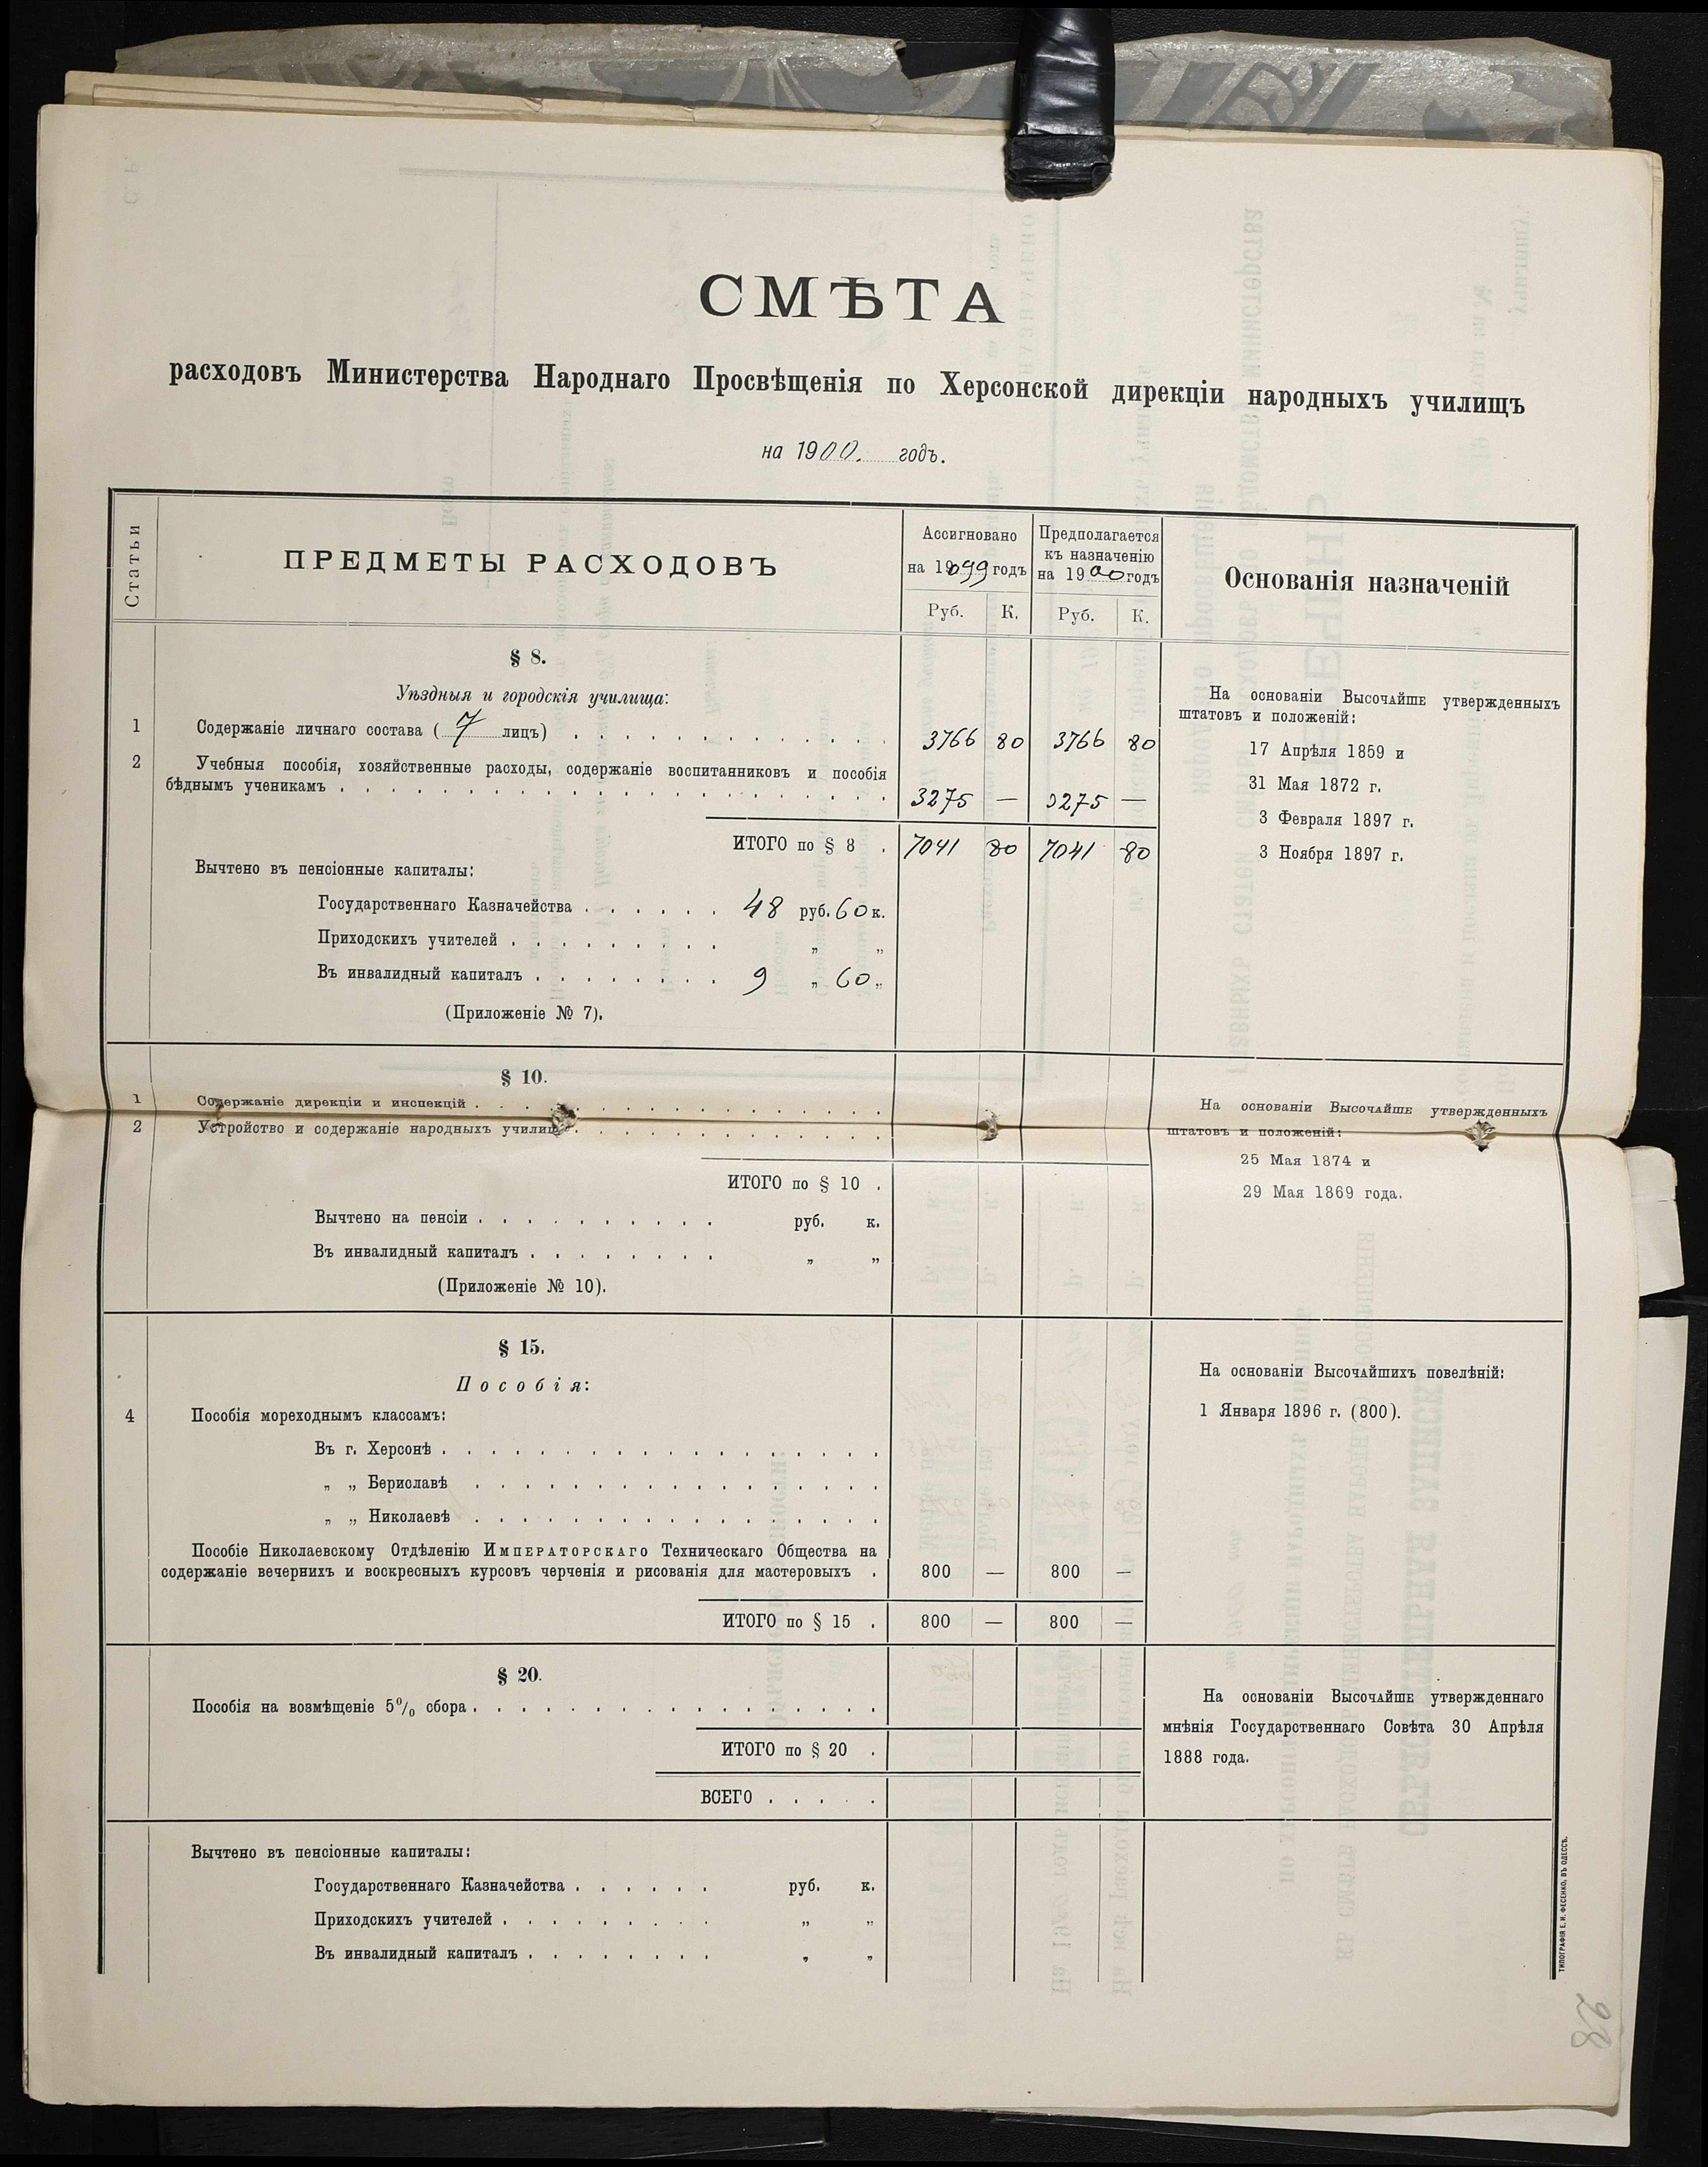 СМѢТА
расходовъ Министерства Народнаго Просвѣщенія по Херсонской дирекціи народныхъ училищъ
на 1900. годъ.
Статьи
ПРЕДМЕТЫ РАСХОДОВЪ
Ассигновано
на 1899 годъ
Предполагается
къ назначенію
на 1900 годъ
Основанія назначеній
Руб. К. Руб. К.
§ 8.
Уѣздныя и городскія училища:
1 Содержаніе личнаго состава (7 лицъ) . . . . . . . . . . . . . 3766 80 3766 80
2 Учебныя пособія, хозяйственные расходы, содержаніе воспитанниковъ и пособія
бѣднымъ ученикамъ . . . . . . . . . . . . . . . . . . . . . 3275 — 3275 —
ИТОГО по § 8 . 7041 80 7041 80
Вычтено въ пенсіонные капиталы:
Государственнаго Казначейства . . . . . . 48 руб. 60 к.
Приходскихъ учителей . . . . . . . . . „ „
Въ инвалидный капиталъ . . . . . . . . 9 „ 60 „
(Приложеніе № 7).
На основаніи Высочайше утвержденныхъ
штатовъ и положеній:
17 Апрѣля 1859 и
31 Мая 1872 г.
3 Февраля 1897 г.
3 Ноября 1897 г.
§ 10.
1 Содержаніе дирекціи и инспекцій . . . . . . . . . . . . . . . . .
2 Устройство и содержаніе народныхъ училищъ . . . . . . . . . . . . .
ИТОГО по § 10 .
Вычтено на пенсіи . . . . . . . . . . руб. к.
Въ инвалидный капиталъ . . . . . . . . „ „
(Приложеніе № 10).
На основаніи Высочайше утвержденныхъ
штатовъ и положеній:
25 Мая 1874 и
29 Мая 1869 года.
§ 15.
Пособія:
4 Пособія мореходнымъ классамъ:
Въ г. Херсонѣ . . . . . . . . . . . . . . . . . .
„ „ Бериславѣ . . . . . . . . . . . . . . . . .
„ „ Николаевѣ . . . . . . . . . . . . . . . . .
Пособіе Николаевскому Отдѣленію Императорскаго Техническаго Общества на
содержаніе вечернихъ и воскресныхъ курсовъ черченія и рисованія для мастеровыхъ . 800 — 800 —
ИТОГО по § 15 . 800 — 800 —
На основаніи Высочайшихъ повелѣній:
1 Января 1896 г. (800).
§ 20.
Пособія на возмѣщеніе 5% сбора . . . . . . . . . . . . . . . . .
ИТОГО по § 20 .
ВСЕГО . . . . .
На основаніи Высочайше утвержденнаго
мнѣнія Государственнаго Совѣта 30 Апрѣля
1888 года.
Вычтено въ пенсіонные капиталы:
Государственнаго Казначейства . . . . . . руб. к.
Приходскихъ учителей . . . . . . . . . „ „
Въ инвалидный капиталъ . . . . . . . . „ „
ТИПОГРАФІЯ Е. И. ФЕСЕНКО, ВЪ ОДЕССѢ.
28